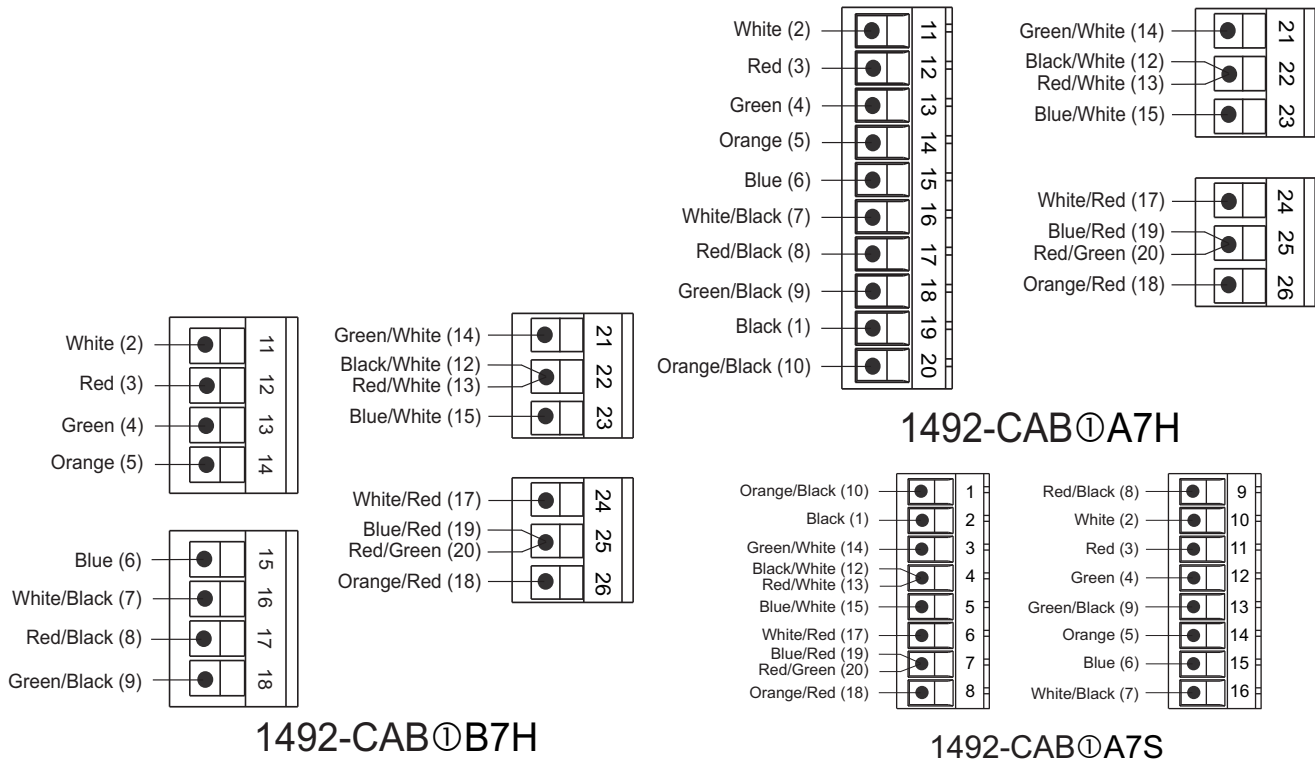 White (2) 11
Red (3) 12
Green (4) 13
Orange (5) 14
Blue (6) 15
White/Black (7) 16
Red/Black (8) 17
Green/Black (9) 18
Green/White (14) 21
Black/White (12)
Red/White (13) 22
Blue/White (15) 23
White/Red (17) 24
Blue/Red (19)
Red/Green (20) 25
Orange/Red (18) 26
1492-CAB①B7H
White (2) 11
Red (3) 12
Green (4) 13
Orange (5) 14
Blue (6) 15
White/Black (7) 16
Red/Black (8) 17
Green/Black (9) 18
Black (1) 19
Orange/Black (10) 20
Green/White (14) 21
Black/White (12)
Red/White (13) 22
Blue/White (15) 23
White/Red (17) 24
Blue/Red (19)
Red/Green (20) 25
Orange/Red (18) 26
1492-CAB①A7H
Orange/Black (10) 1
Black (1) 2
Green/White (14) 3
Black/White (12)
Red/White (13) 4
Blue/White (15) 5
White/Red (17) 6
Blue/Red (19)
Red/Green (20) 7
Orange/Red (18) 8
Red/Black (8) 9
White (2) 10
Red (3) 11
Green (4) 12
Green/Black (9) 13
Orange (5) 14
Blue (6) 15
White/Black (7) 16
1492-CAB①A7S